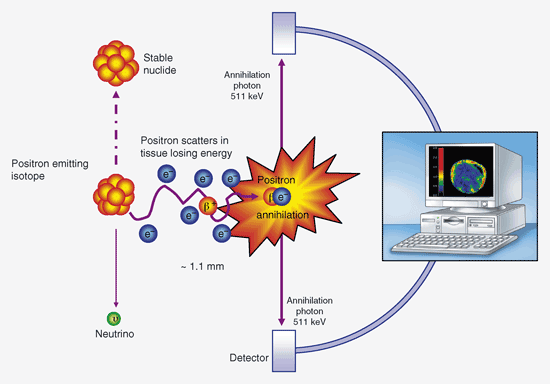 Stable
nuclide
Annihilation
photon
511 keV
Positron scatters in
tissue losing energy
Positron emitting
isotope
e−
e−
e−
e−
e−
e−
e−
β+
Positron
β
e−
annihilation
~ 1.1 mm
Annihilation
photon
511 keV
υ
Neutrino
Detector